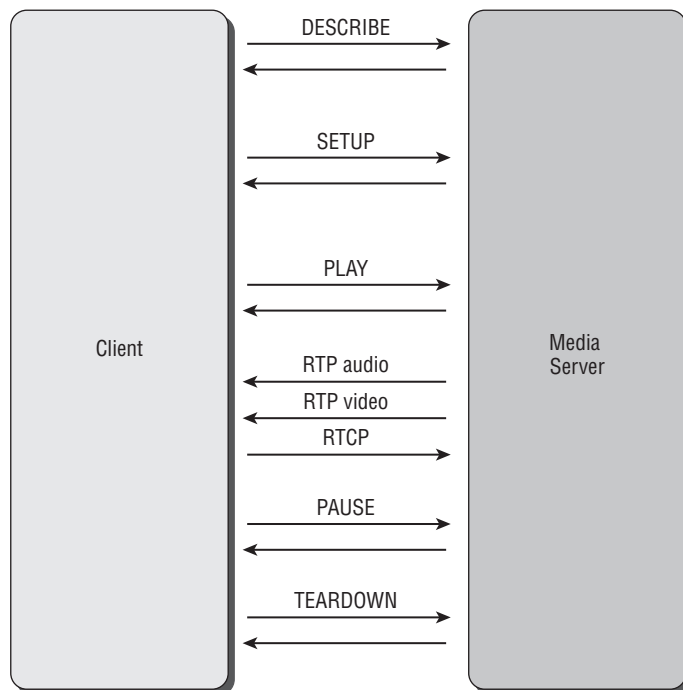 DESCRIBE
SETUP
PLAY
Client
Media
Server
RTP audio
RTP video
RTCP
PAUSE
TEARDOWN